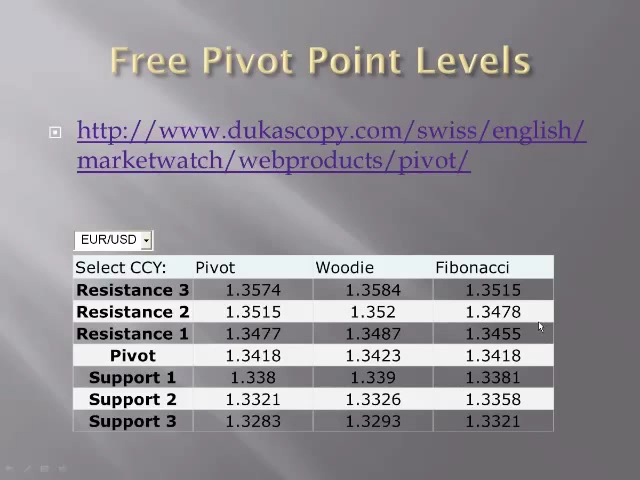 Free Pivot Point Levels
http://www.dukascopy.com/swiss/english/
marketwatch/webproducts/pivot/
EUR/USD
Select CCY: Pivot Woodie Fibonacci
Resistance 3 1.3574 1.3584 1.3515
Resistance 2 1.3515 1.352 1.3478
Resistance 1 1.3477 1.3487 1.3455
Pivot 1.3418 1.3423 1.3418
Support 1 1.338 1.339 1.3381
Support 2 1.3321 1.3326 1.3358
Support 3 1.3283 1.3293 1.3321